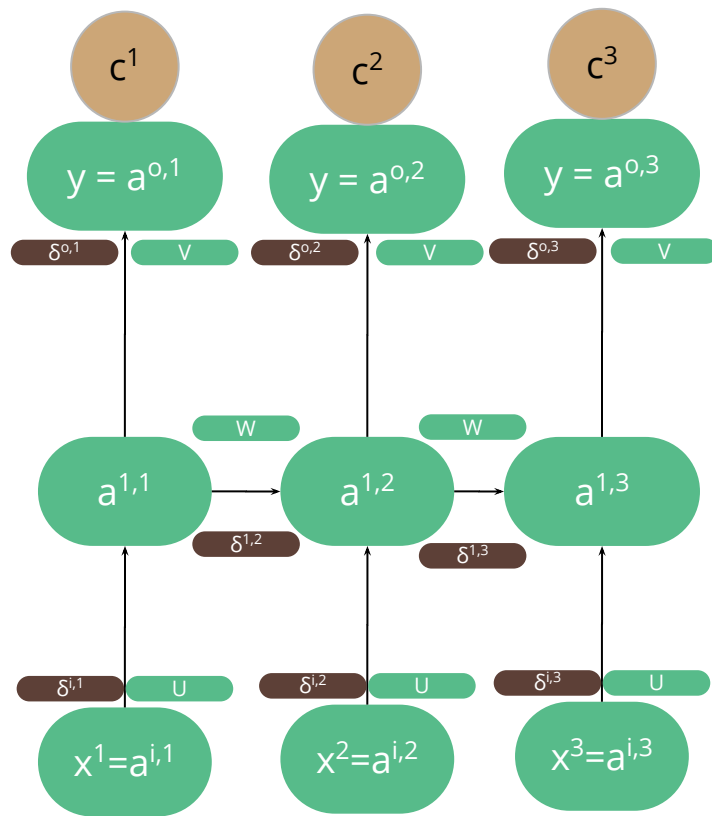 c¹ c² c³
y = aᵒ,¹ y = aᵒ,² y = aᵒ,³
δᵒ,¹ V δᵒ,² V δᵒ,³ V
W W
a¹,¹ a¹,² a¹,³
δ¹,² δ¹,³
δⁱ,¹ U δⁱ,² U δⁱ,³ U
x¹=aⁱ,¹ x²=aⁱ,² x³=aⁱ,³